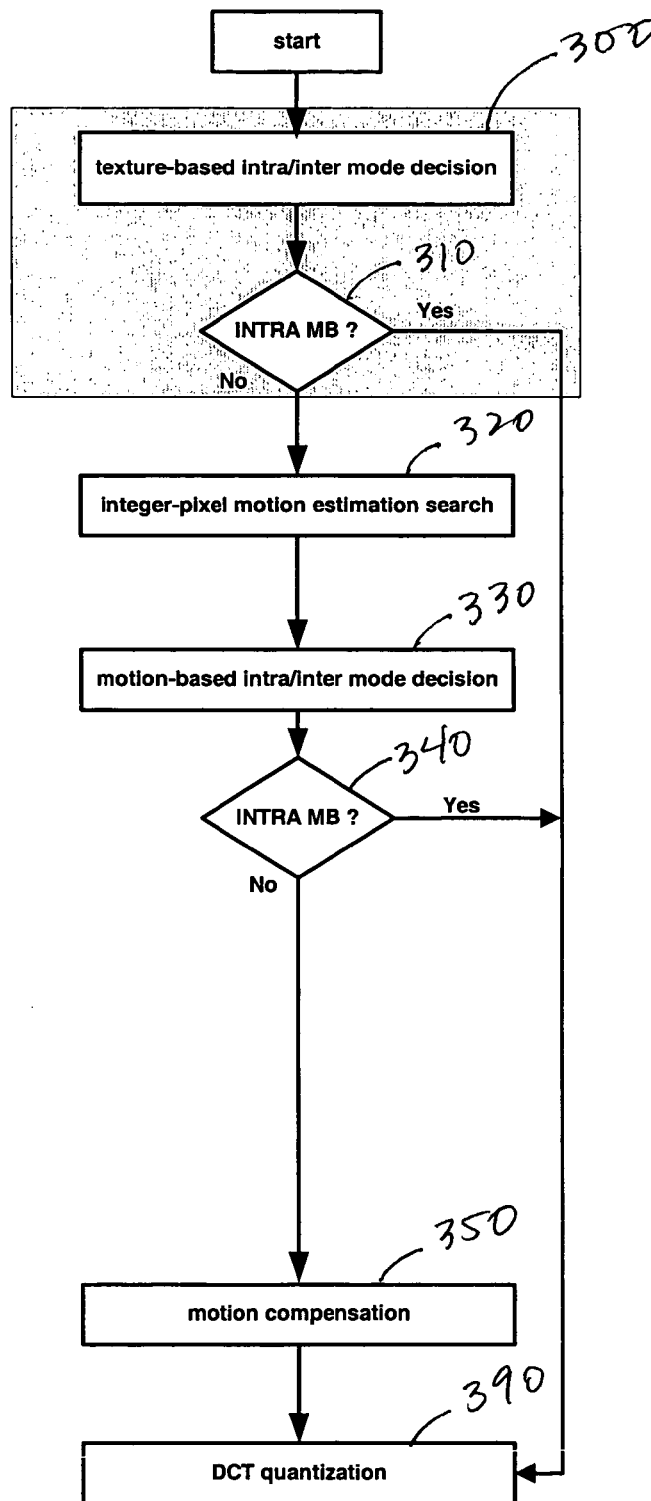 start
300
texture-based intra/inter mode decision
310
INTRA MB ?
Yes
No
320
integer-pixel motion estimation search
330
motion-based intra/inter mode decision
340
INTRA MB ?
Yes
No
350
motion compensation
390
DCT quantization